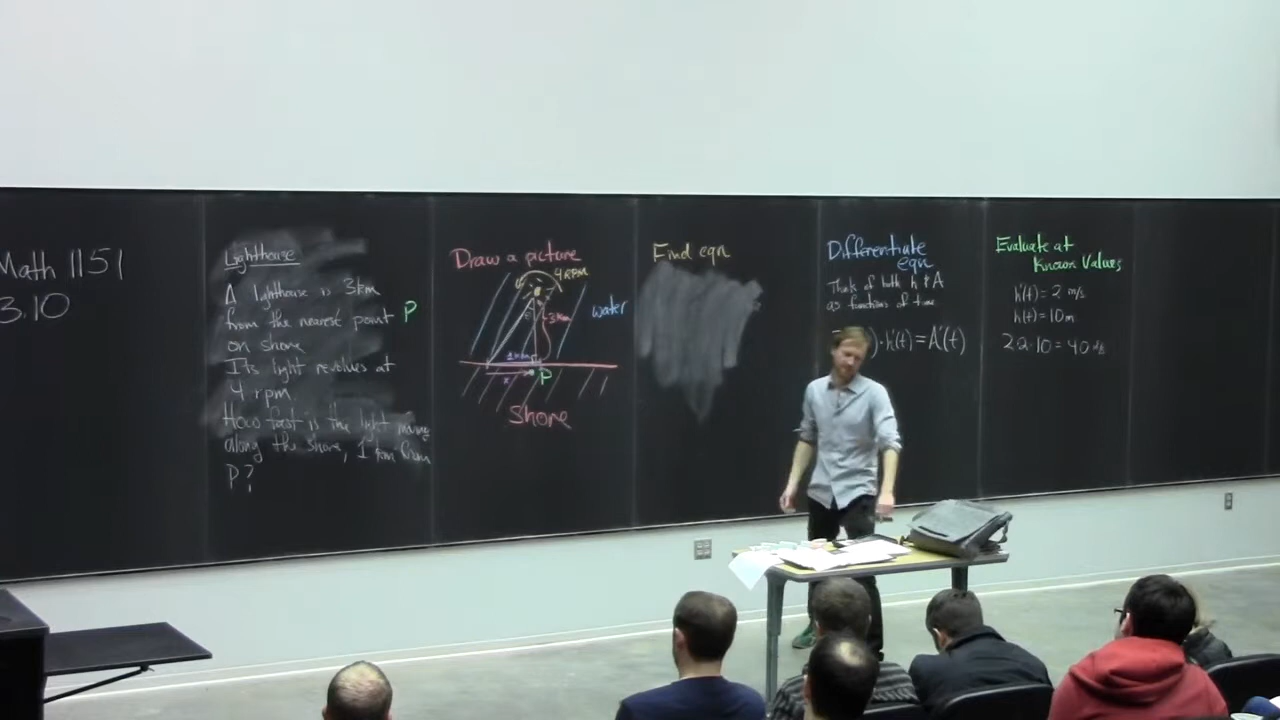 Math 1151
3.10
Lighthouse
A lighthouse is 3km
from the nearest point P
on shore
Its light revolves at
4 rpm
How fast is the light moving
along the shore, 1 km from
P?
Draw a picture
4 RPM
3km
water
1km
x
P
Shore
Find eqn
Differentiate
eqn
Think of both h & A
as functions of time
)·h'(t)=A'(t)
Evaluate at
Known Values
h'(t)= 2 m/s
h(t)= 10m
2·2·10=40